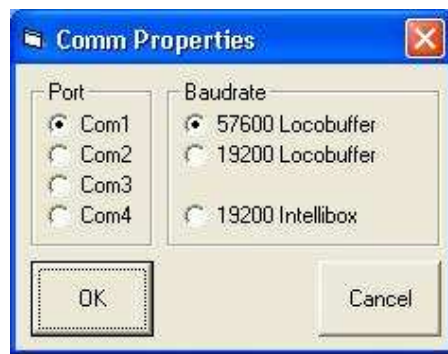 Comm Properties
Port
Com1
Com2
Com3
Com4
Baudrate
57600 Locobuffer
19200 Locobuffer
19200 Intellibox
OK
Cancel